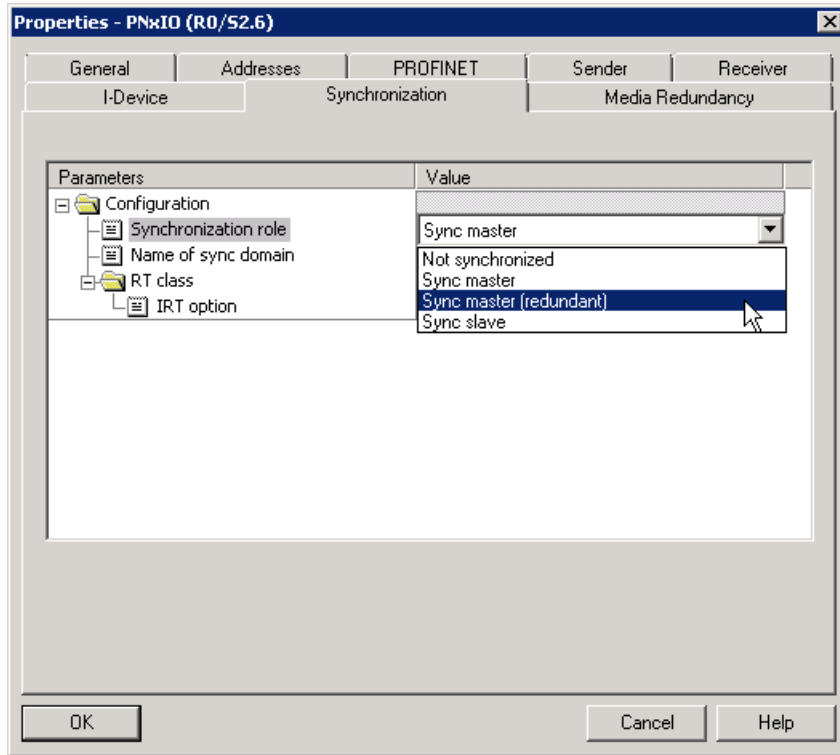 Properties - PNxIO (R0/S2.6)
General Addresses PROFINET Sender Receiver
I-Device Synchronization Media Redundancy
Parameters Value
Configuration
Synchronization role Sync master
Name of sync domain Not synchronized
RT class Sync master
IRT option Sync master (redundant)
Sync slave
OK Cancel Help